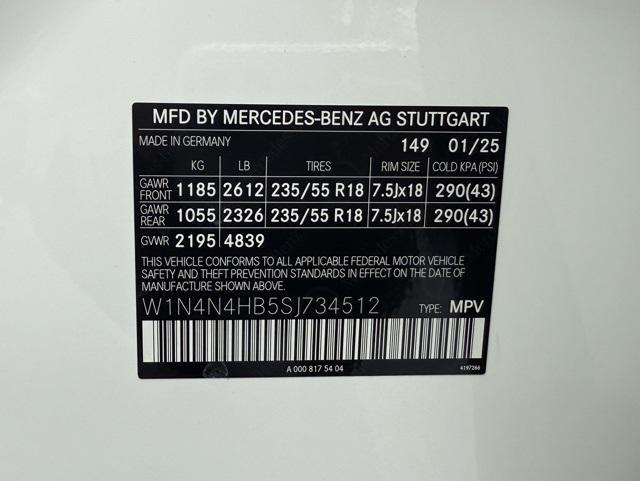 MFD BY MERCEDES-BENZ AG STUTTGART
MADE IN GERMANY 149 01/25
KG LB TIRES RIM SIZE COLD KPA (PSI)
GAWR FRONT 1185 2612 235/55 R18 7.5Jx18 290(43)
GAWR REAR 1055 2326 235/55 R18 7.5Jx18 290(43)
GVWR 2195 4839
THIS VEHICLE CONFORMS TO ALL APPLICABLE FEDERAL MOTOR VEHICLE
SAFETY AND THEFT PREVENTION STANDARDS IN EFFECT ON THE DATE OF
MANUFACTURE SHOWN ABOVE.
W1N4N4HB5SJ734512 TYPE: MPV
A 000 817 54 04 4197266